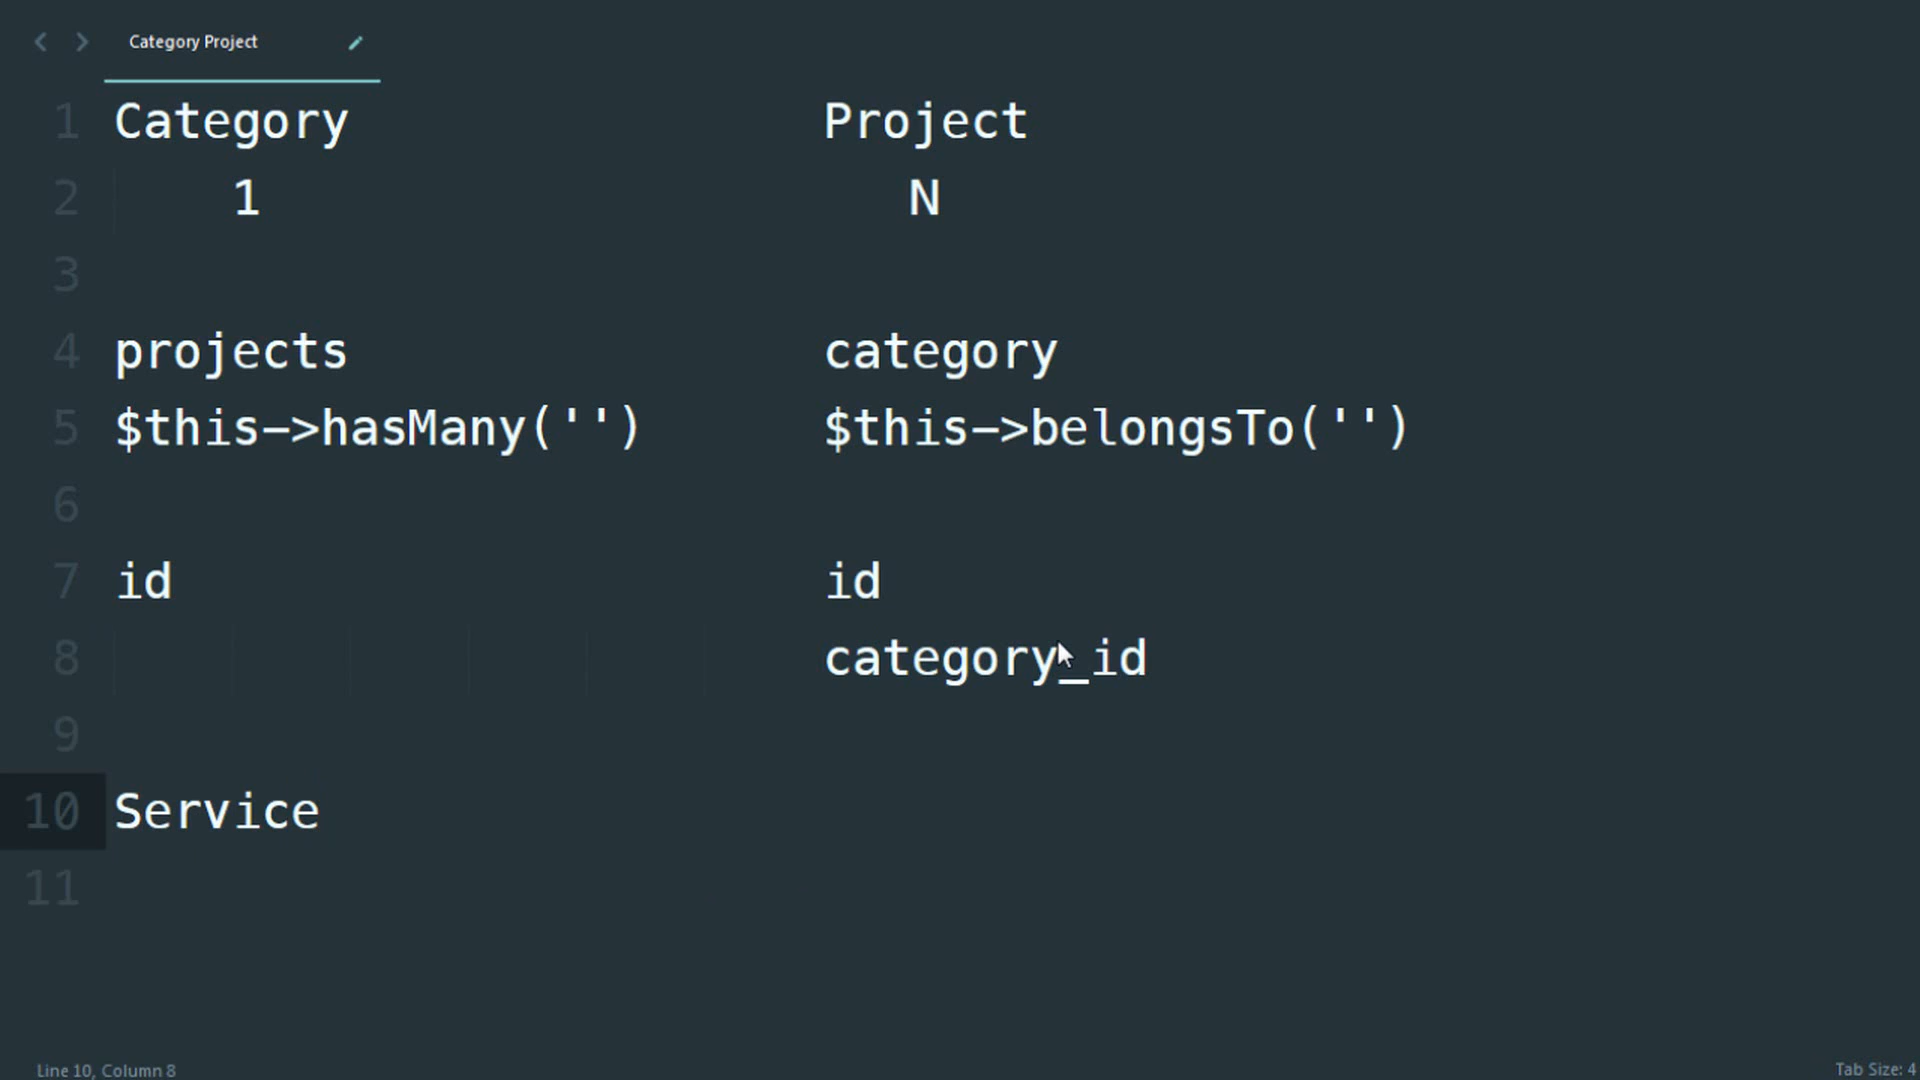 Category Project
1 Category Project
2 1 N
3
4 projects category
5 $this->hasMany('') $this->belongsTo('')
6
7 id id
8 category_id
9
10 Service
11
Line 10, Column 8 Tab Size: 4